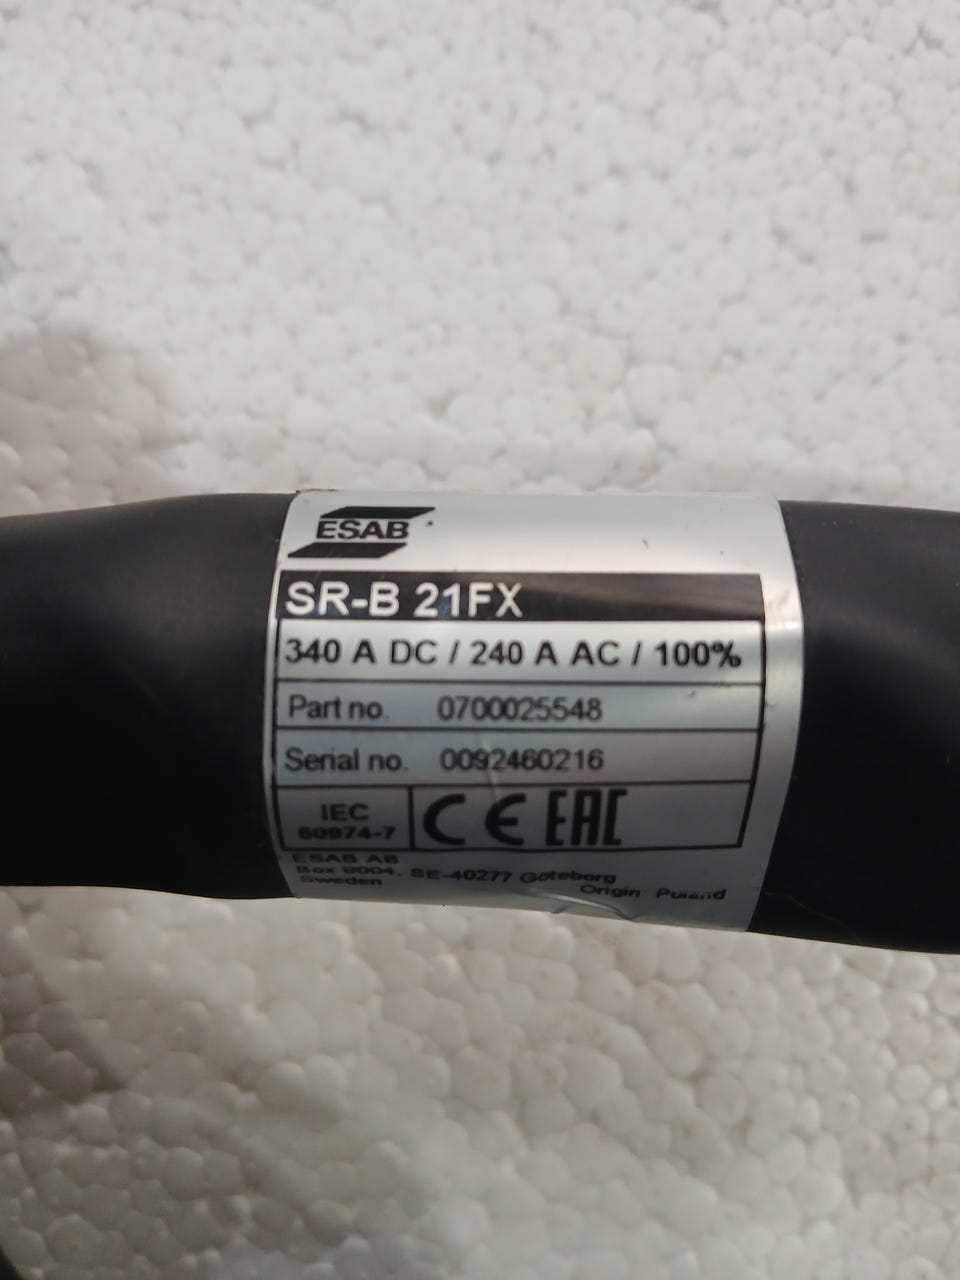 ESAB
SR-B 21FX
340 A DC / 240 A AC / 100%
Part no. 0700025548
Serial no. 0092460216
IEC
60974-7
CE EAC
ESAB AB
Box 8004, SE-40277 Göteborg
Sweden Origin Poland